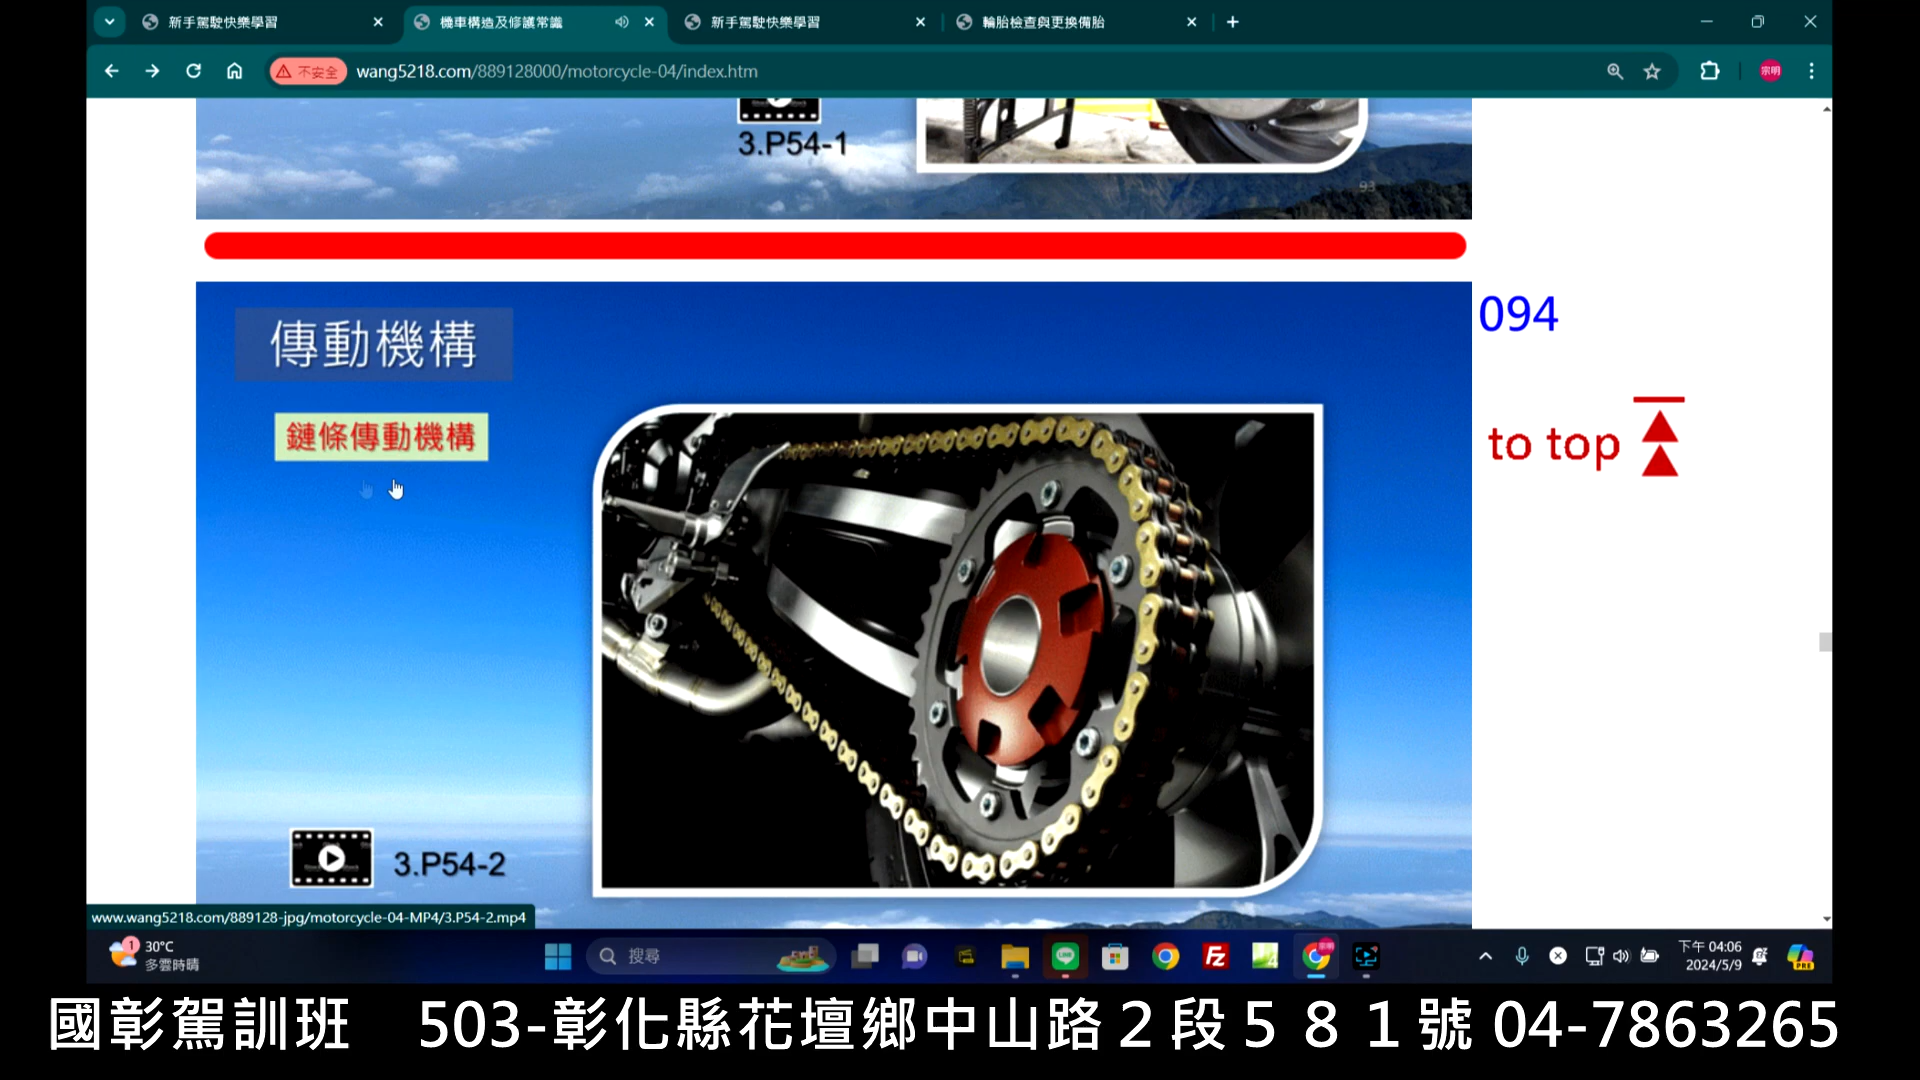 新手駕駛快樂學習
機車構造及修護常識
新手駕駛快樂學習
輪胎檢查與更換備胎
不安全
wang5218.com/889128000/motorcycle-04/index.htm
宗明
3.P54-1
93
傳動機構
094
鏈條傳動機構
to top
3.P54-2
www.wang5218.com/889128-jpg/motorcycle-04-MP4/3.P54-2.mp4
1
30°C
多雲時晴
搜尋
下午 04:06
2024/5/9
國彰駕訓班 503-彰化縣花壇鄉中山路2段581號 04-7863265